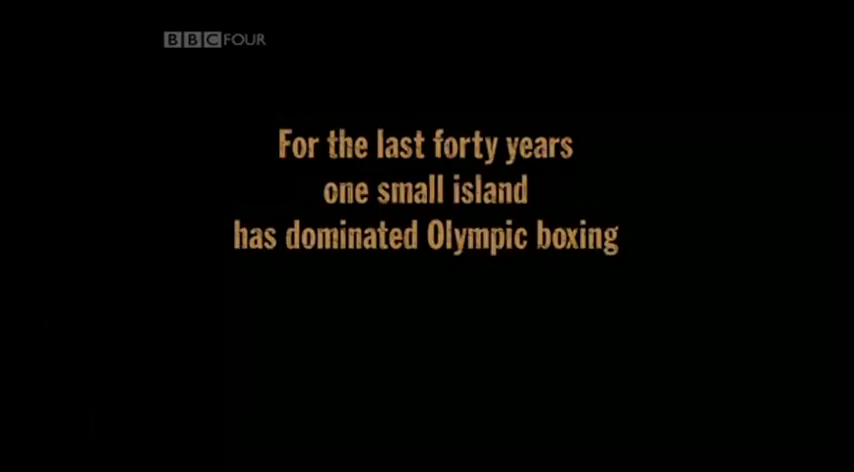 BBC FOUR
For the last forty years
one small island
has dominated Olympic boxing